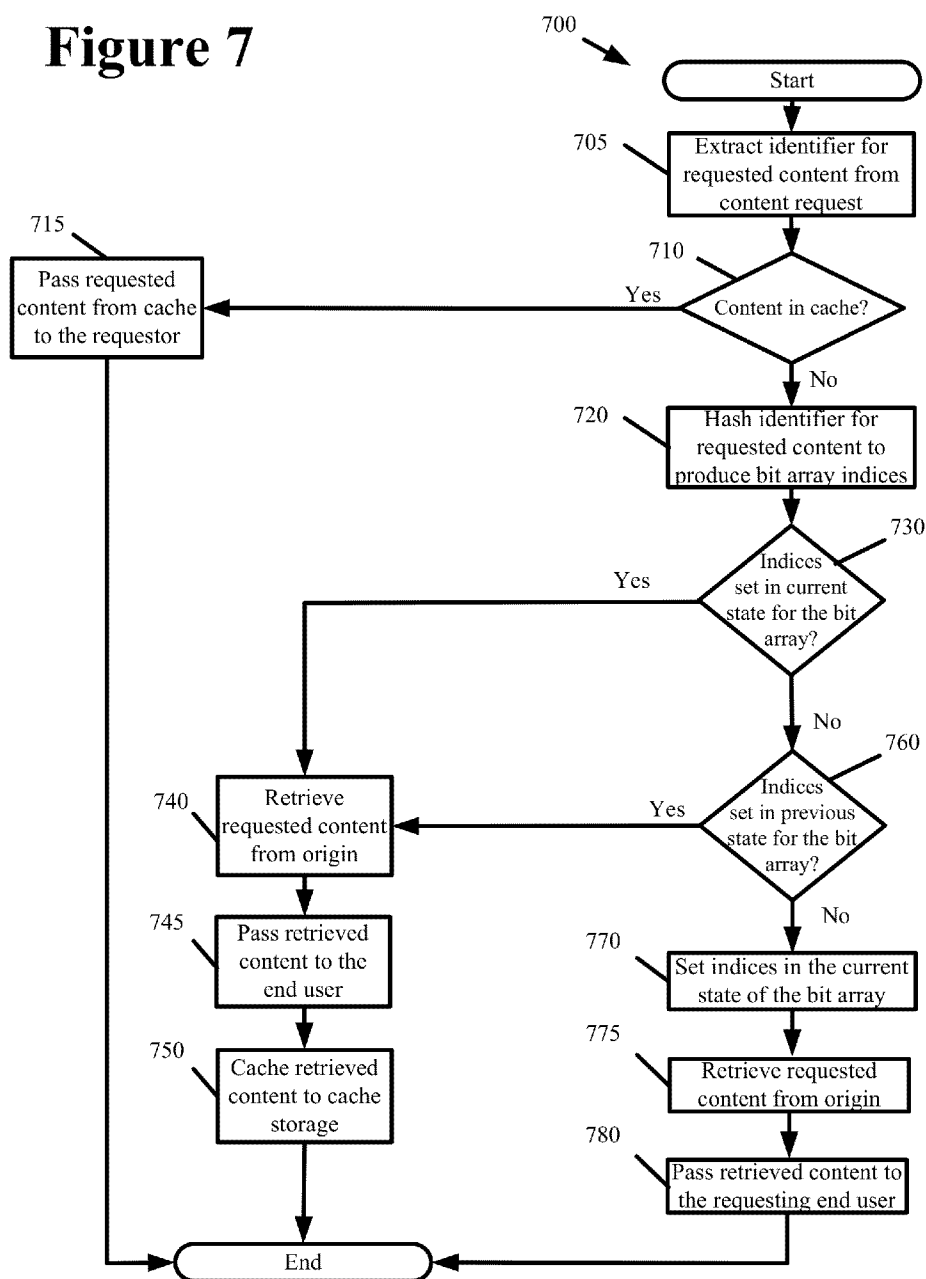 Figure 7
700
Start
705
Extract identifier for
requested content from
content request
715
Pass requested
content from cache
to the requestor
710
Yes
Content in cache?
No
720
Hash identifier for
requested content to
produce bit array indices
730
Indices
set in current
state for the bit
array?
Yes
No
760
Indices
set in previous
state for the bit
array?
Yes
740
Retrieve
requested content
from origin
No
745
Pass retrieved
content to the
end user
770
Set indices in the current
state of the bit array
750
Cache retrieved
content to cache
storage
775
Retrieve requested
content from origin
780
Pass retrieved content to
the requesting end user
End